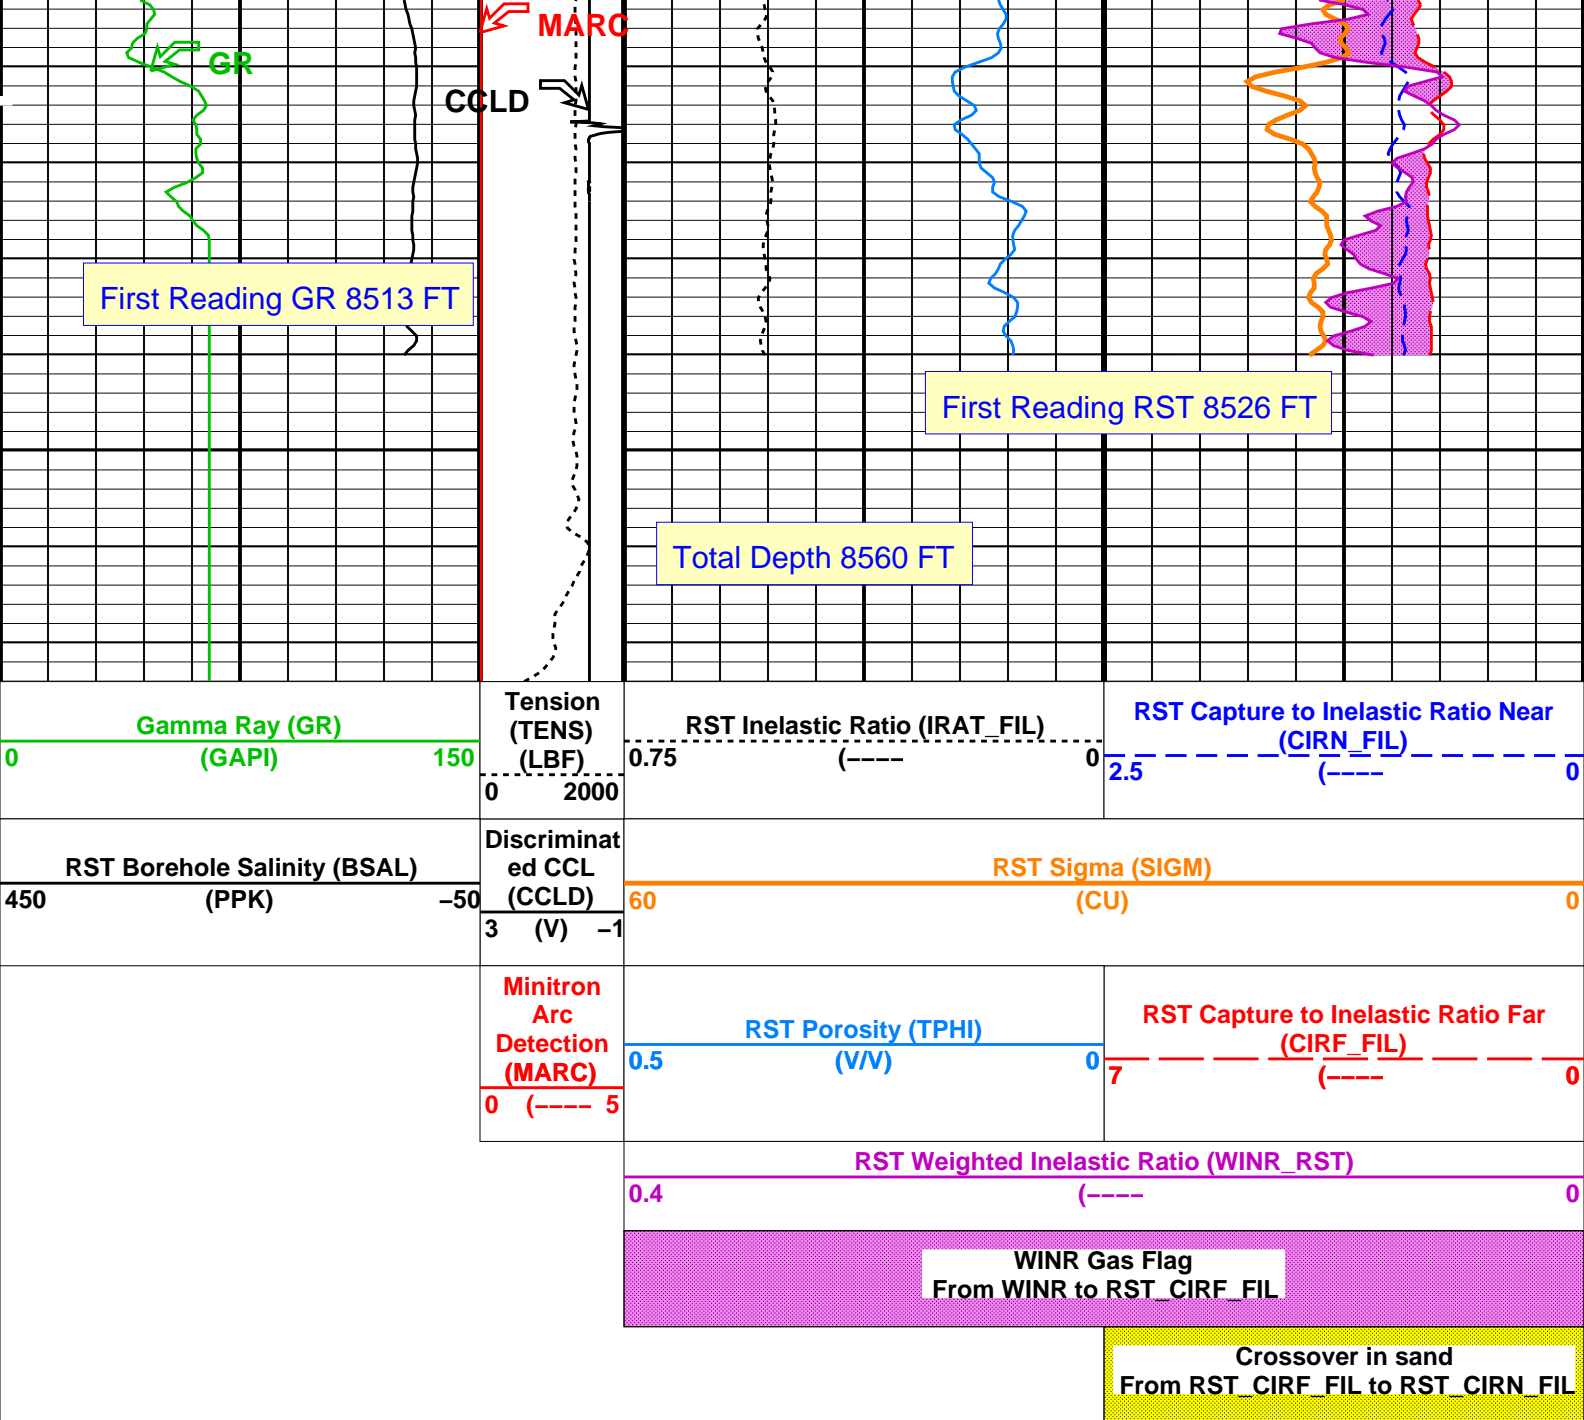 MARC
GR
CCLD
First Reading GR 8513 FT
First Reading RST 8526 FT
Total Depth 8560 FT
Gamma Ray (GR)
0 (GAPI) 150
Tension
(TENS)
(LBF)
0 2000
RST Inelastic Ratio (IRAT_FIL)
0.75 (---- 0
RST Capture to Inelastic Ratio Near
(CIRN_FIL)
2.5 (---- 0
RST Borehole Salinity (BSAL)
450 (PPK) −50
Discriminat
ed CCL
(CCLD)
3 (V) −1
RST Sigma (SIGM)
60 (CU) 0
Minitron
Arc
Detection
(MARC)
0 (---- 5
RST Porosity (TPHI)
0.5 (V/V) 0
RST Capture to Inelastic Ratio Far
(CIRF_FIL)
7 (---- 0
RST Weighted Inelastic Ratio (WINR_RST)
0.4 (---- 0
WINR Gas Flag
From WINR to RST_CIRF_FIL
Crossover in sand
From RST_CIRF_FIL to RST_CIRN_FIL